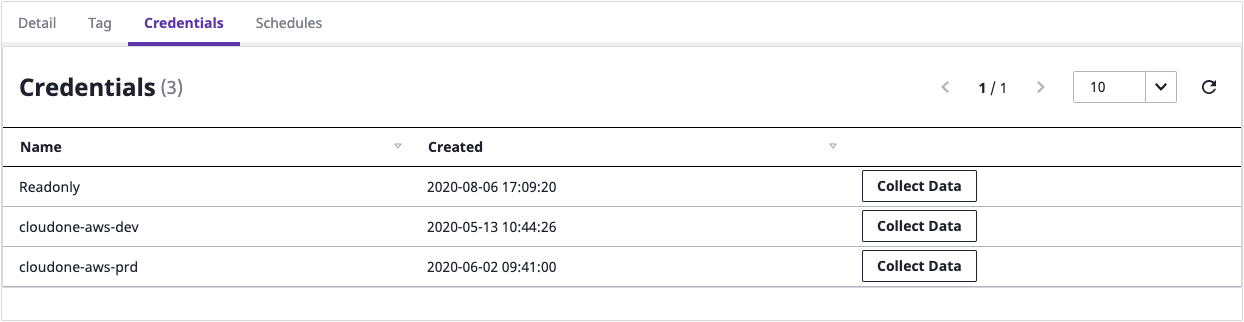 Detail Tag Credentials Schedules
Credentials (3) 1 / 1 10
Name Created
Readonly 2020-08-06 17:09:20 Collect Data
cloudone-aws-dev 2020-05-13 10:44:26 Collect Data
cloudone-aws-prd 2020-06-02 09:41:00 Collect Data